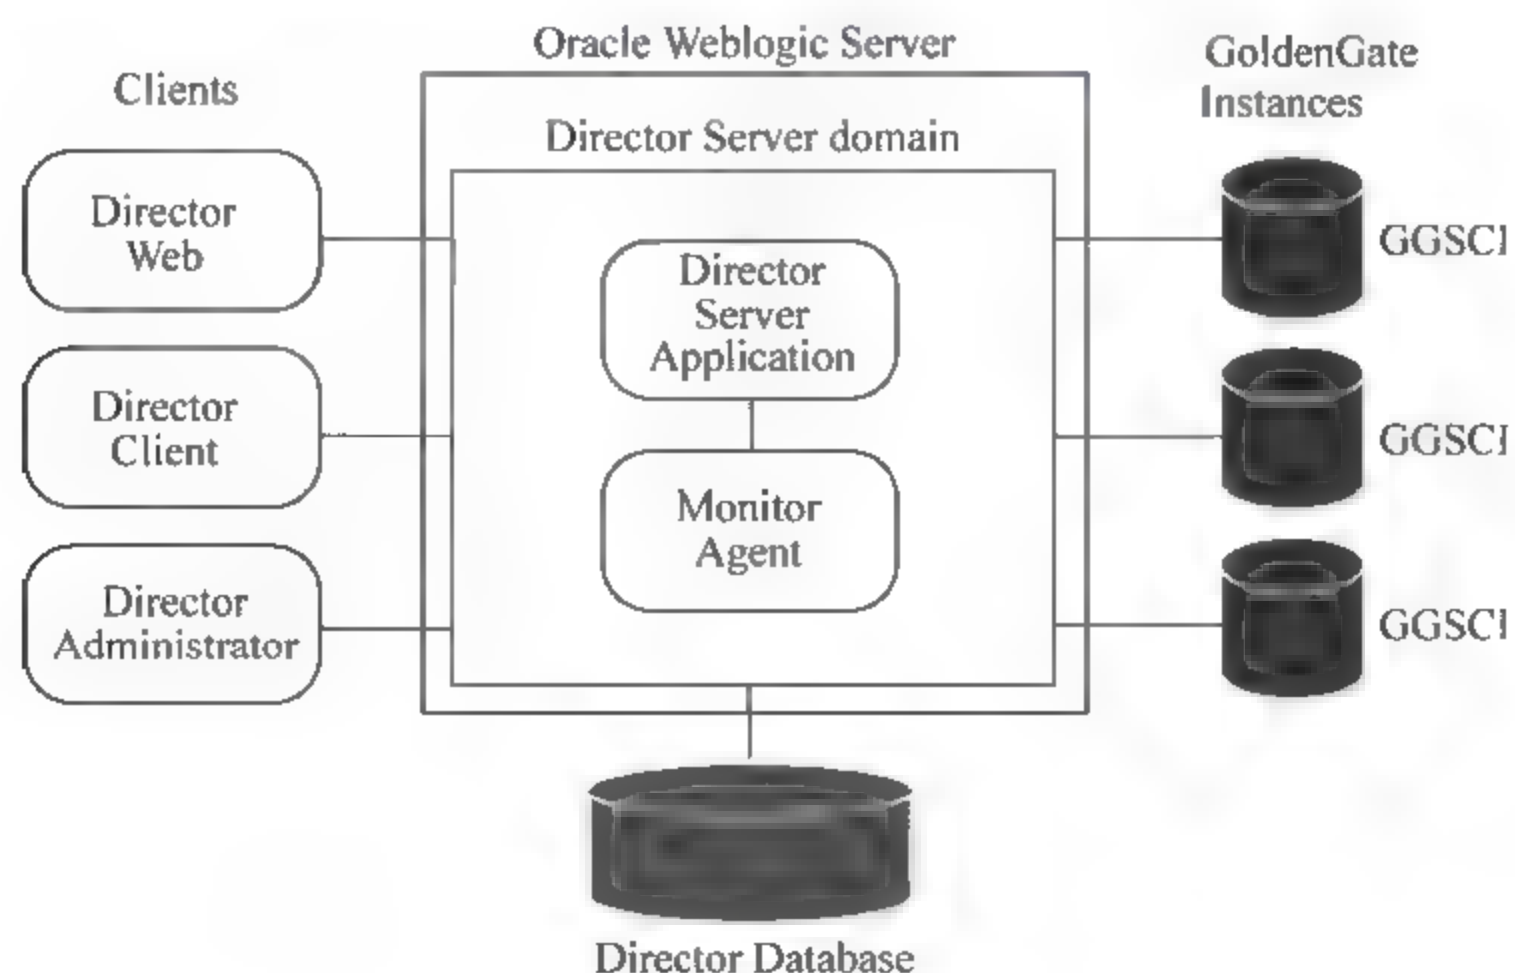 Oracle Weblogic Server
GoldenGate
Instances
Clients
Director Server domain
Director
Web
Director
Server
Application
GGSCI
Director
Client
Monitor
Agent
GGSCI
Director
Administrator
GGSCI
Director Database